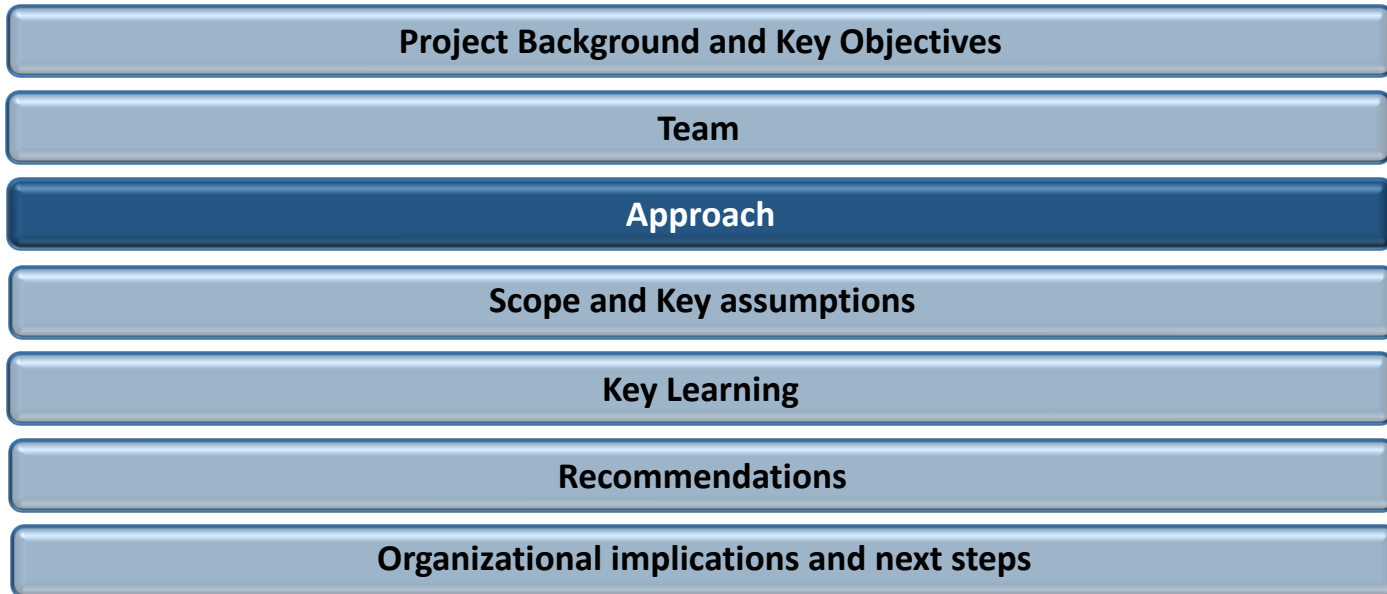 Project Background and Key Objectives
Team
Approach
Scope and Key assumptions
Key Learning
Recommendations
Organizational implications and next steps